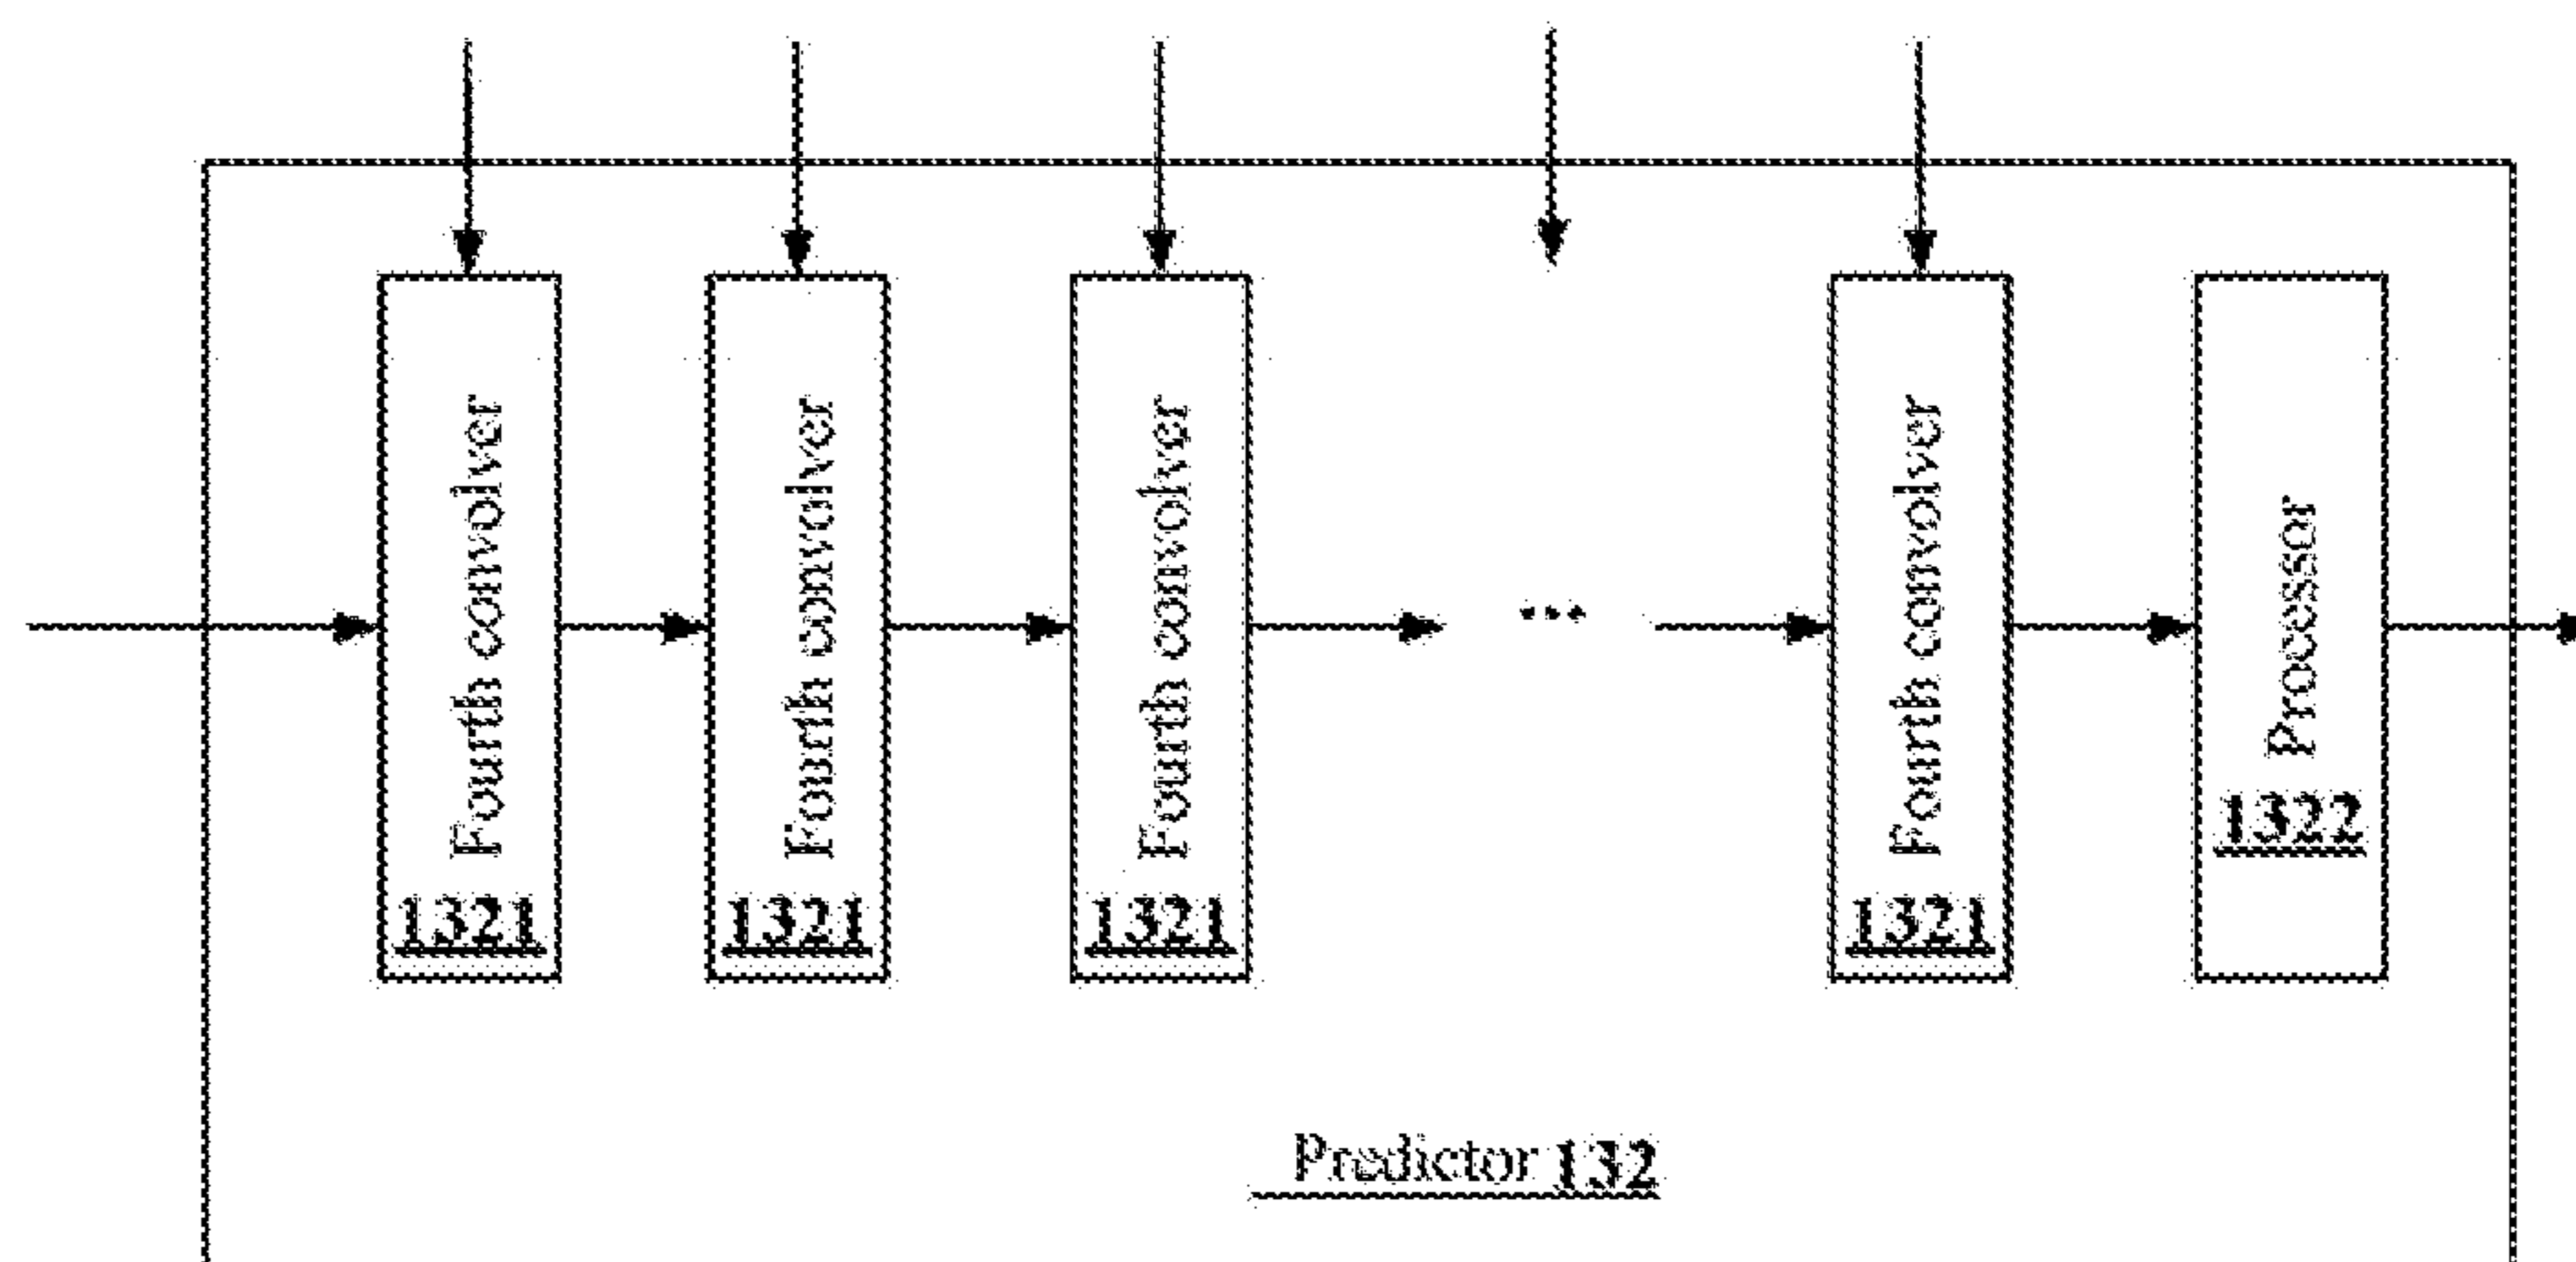 Fourth convolver
1321
Fourth convolver
1321
Fourth convolver
1321
...
Fourth convolver
1321
Processor
1322
Predictor 132